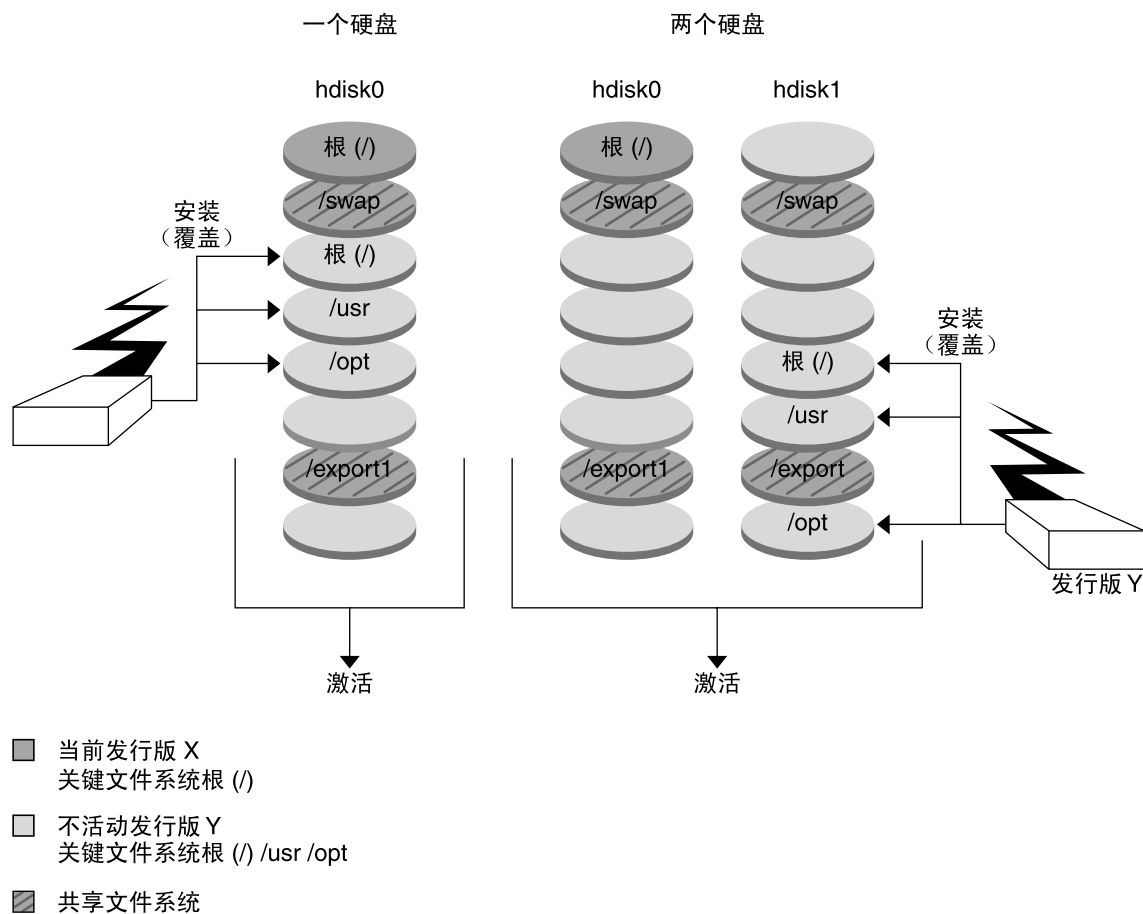 一个硬盘
两个硬盘
hdisk0
hdisk0
hdisk1
根 (/)
/swap
根 (/)
/usr
/opt
/export1
安装
（覆盖）
根 (/)
/swap
/export1
/swap
根 (/)
/usr
/export
/opt
安装
（覆盖）
发行版 Y
激活
激活
当前发行版 X
关键文件系统根 (/)
不活动发行版 Y
关键文件系统根 (/) /usr /opt
共享文件系统